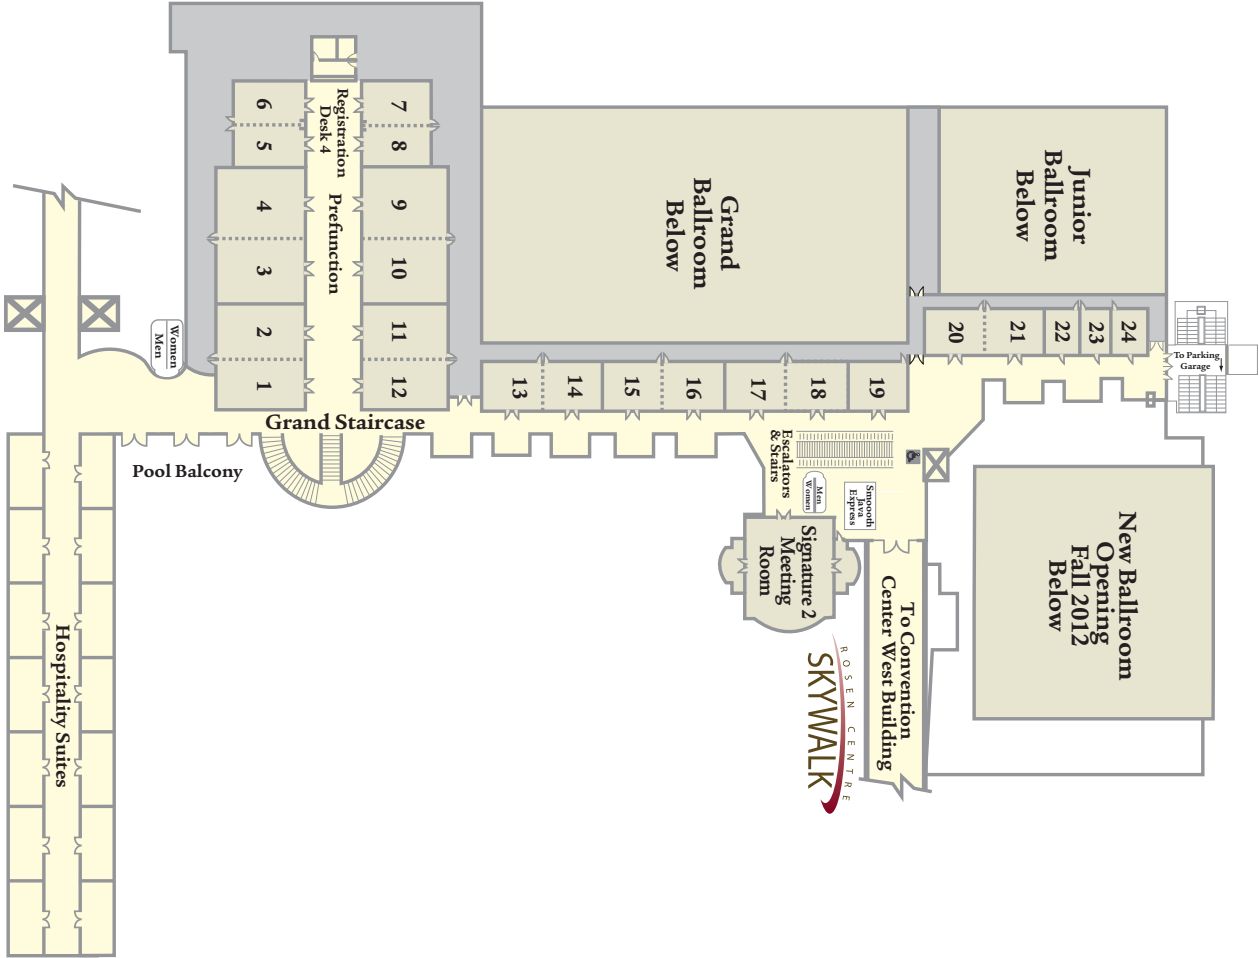 6
5
4
3
2
1
7
8
9
10
11
12
Registration
Desk 4
Prefunction
Women
Men
Grand Staircase
Pool Balcony
Hospitality Suites
Grand
Ballroom
Below
Junior
Ballroom
Below
13
14
15
16
17
18
19
20
21
22
23
24
To Parking
Garage
Escalators
& Stairs
Men
Women
Smoooth
Java
Express
Signature 2
Meeting
Room
To Convention
Center West Building
ROSEN CENTRE
SKYWALK
New Ballroom
Opening
Fall 2012
Below